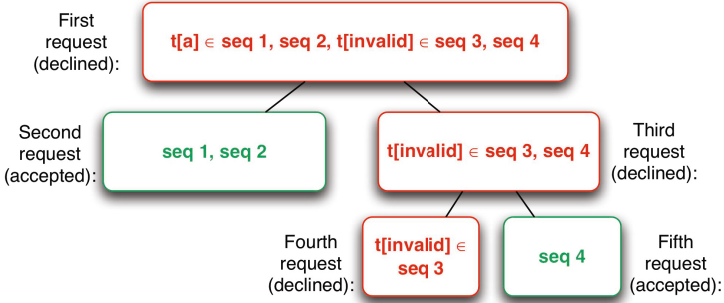 First
request
(declined):
t[a] ∈ seq 1, seq 2, t[invalid] ∈ seq 3, seq 4
Second
request
(accepted):
seq 1, seq 2
t[invalid] ∈ seq 3, seq 4
Third
request
(declined):
Fourth
request
(declined):
t[invalid] ∈
seq 3
seq 4
Fifth
request
(accepted):